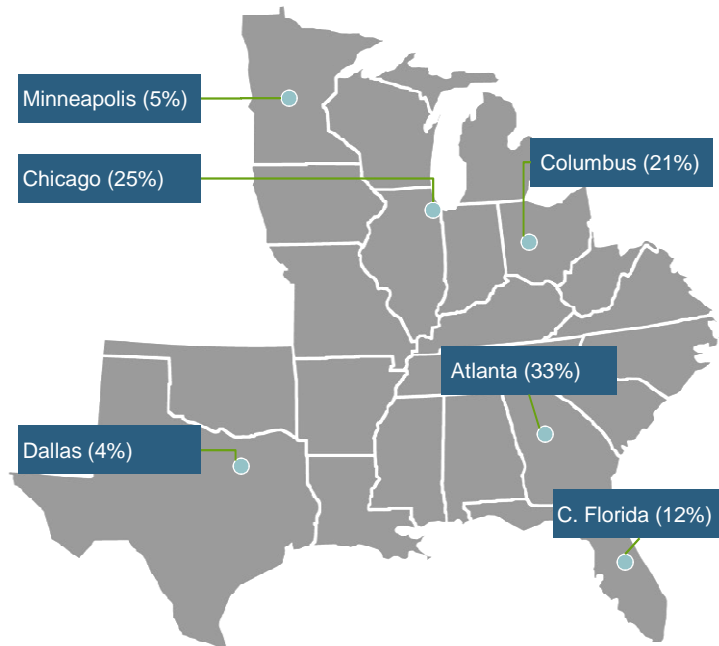 Minneapolis (5%)
Chicago (25%)
Columbus (21%)
Atlanta (33%)
Dallas (4%)
C. Florida (12%)